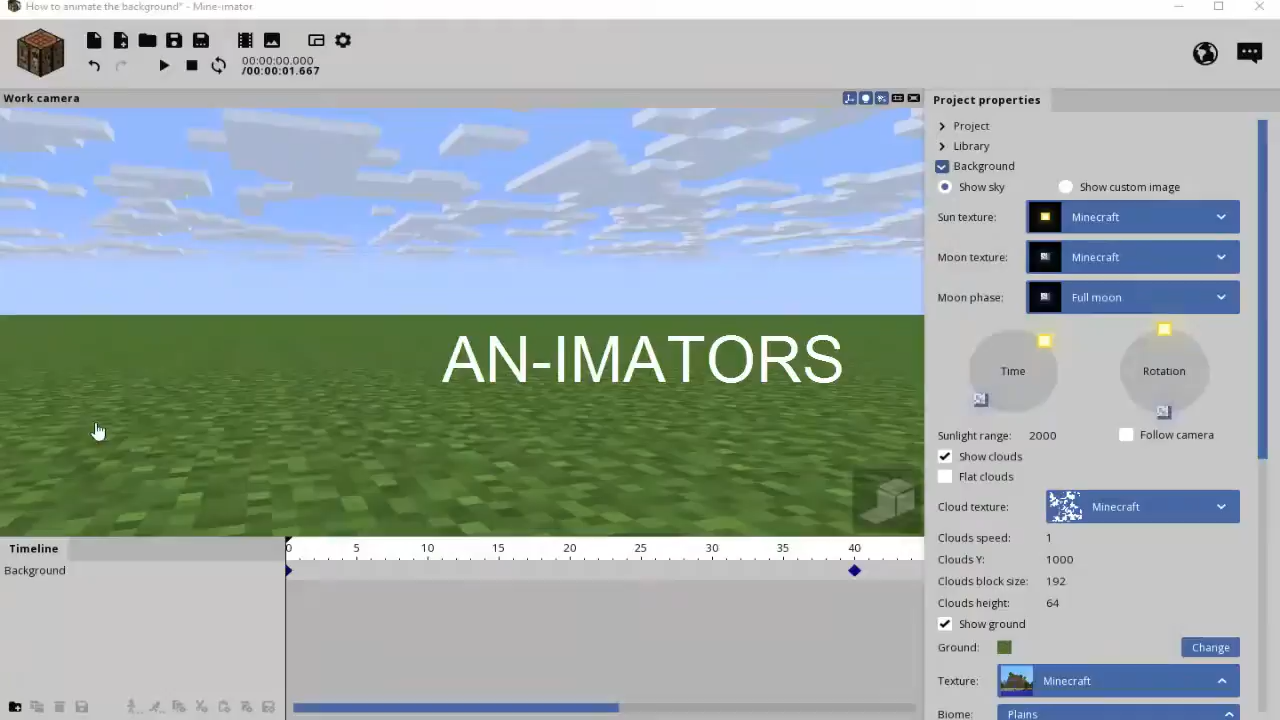 How to animate the background* - Mine-imator
00:00:00.000
/00:00:01.667
Work camera
AN-IMATORS
Timeline
0 5 10 15 20 25 30 35 40
Background
Project properties
Project
Library
Background
Show sky Show custom image
Sun texture: Minecraft
Moon texture: Minecraft
Moon phase: Full moon
Time Rotation
Sunlight range: 2000 Follow camera
Show clouds
Flat clouds
Cloud texture: Minecraft
Clouds speed: 1
Clouds Y: 1000
Clouds block size: 192
Clouds height: 64
Show ground
Ground: Change
Texture: Minecraft
Biome: Plains